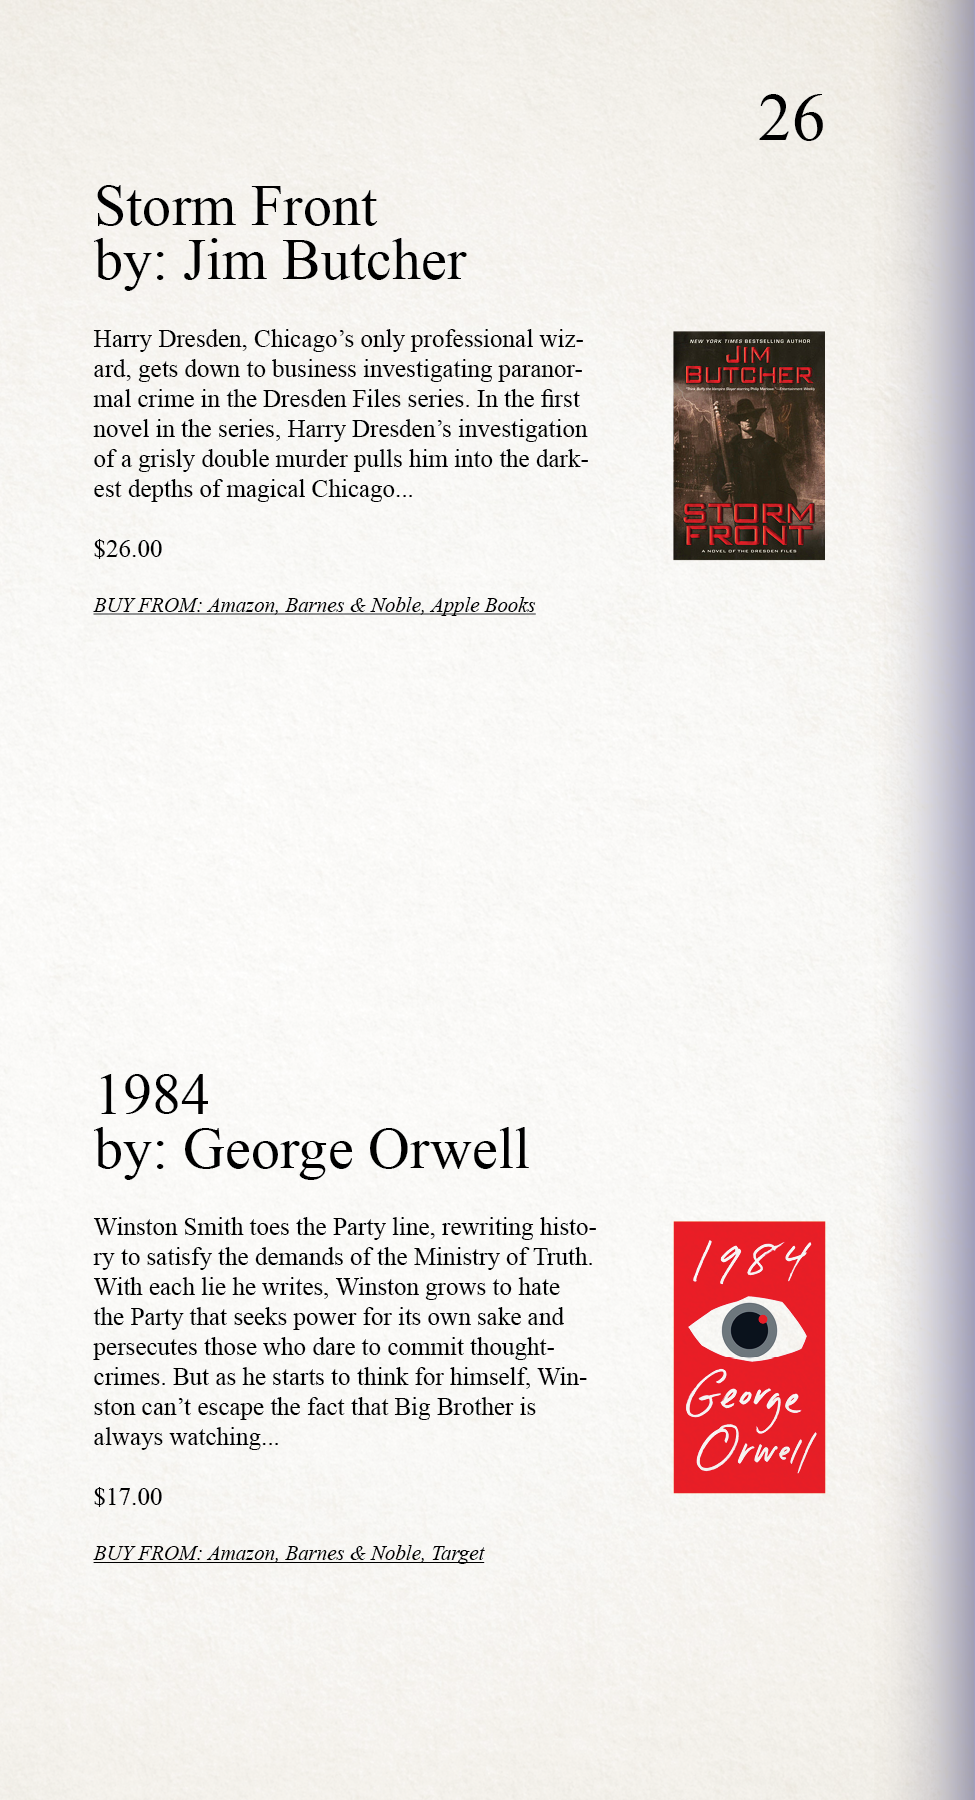 26
Storm Front
by: Jim Butcher
Harry Dresden, Chicago’s only professional wiz-
ard, gets down to business investigating paranor-
mal crime in the Dresden Files series. In the first
novel in the series, Harry Dresden’s investigation
of a grisly double murder pulls him into the dark-
est depths of magical Chicago...
$26.00
BUY FROM: Amazon, Barnes & Noble, Apple Books
NEW YORK TIMES BESTSELLING AUTHOR
JIM
BUTCHER
STORM
FRONT
A NOVEL OF THE DRESDEN FILES
1984
by: George Orwell
Winston Smith toes the Party line, rewriting histo-
ry to satisfy the demands of the Ministry of Truth.
With each lie he writes, Winston grows to hate
the Party that seeks power for its own sake and
persecutes those who dare to commit thought-
crimes. But as he starts to think for himself, Win-
ston can’t escape the fact that Big Brother is
always watching...
$17.00
BUY FROM: Amazon, Barnes & Noble, Target
1984
George
Orwell